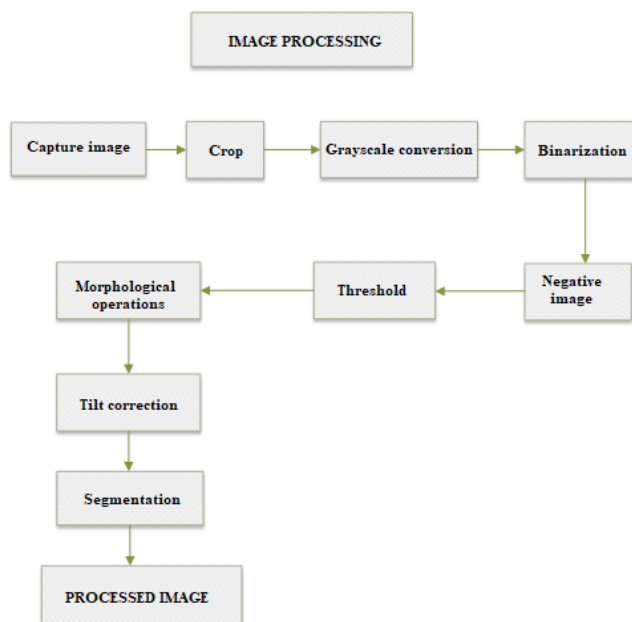 IMAGE PROCESSING
Capture image
Crop
Grayscale conversion
Binarization
Negative
image
Threshold
Morphological
operations
Tilt correction
Segmentation
PROCESSED IMAGE